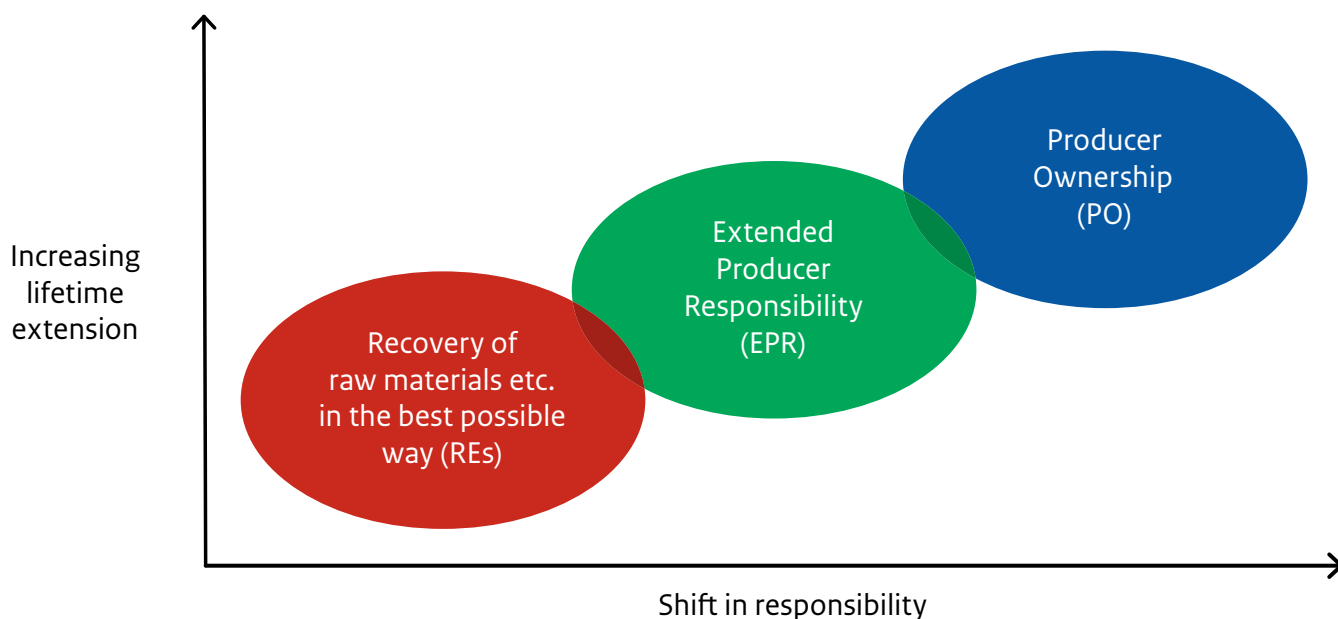 Producer
Ownership
(PO)
Extended
Producer
Responsibility
(EPR)
Increasing
lifetime
extension
Recovery of
raw materials etc.
in the best possible
way (REs)
Shift in responsibility